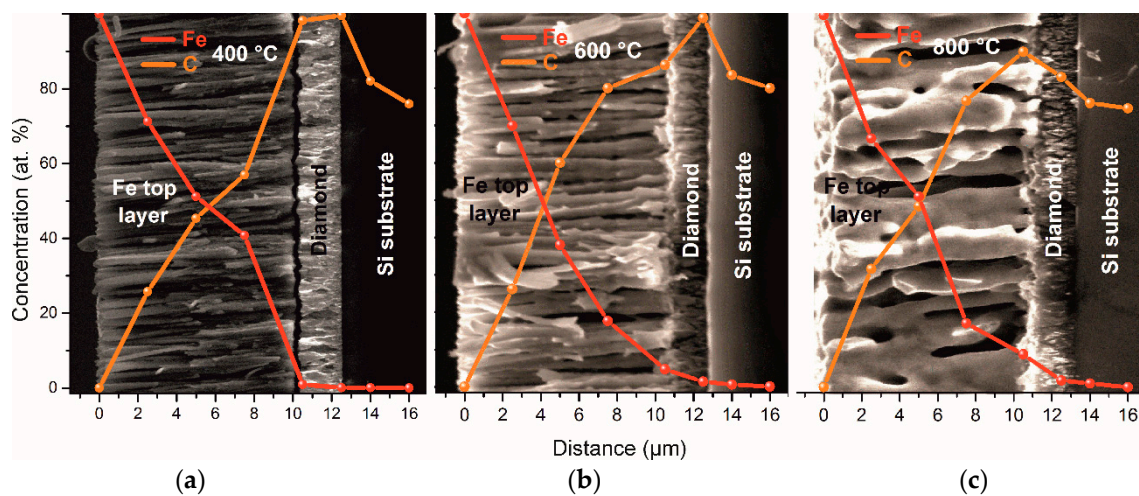 Concentration (at. %)
80
60
40
20
0
Fe
C
400 °C
Fe top
layer
Diamond
Si substrate
0 2 4 6 8 10 12 14 16
Fe
C
600 °C
Fe top
layer
Diamond
Si substrate
0 2 4 6 8 10 12 14 16
Fe
C
800 °C
Fe top
layer
Diamond
Si substrate
0 2 4 6 8 10 12 14 16
Distance (µm)
(a)
(b)
(c)